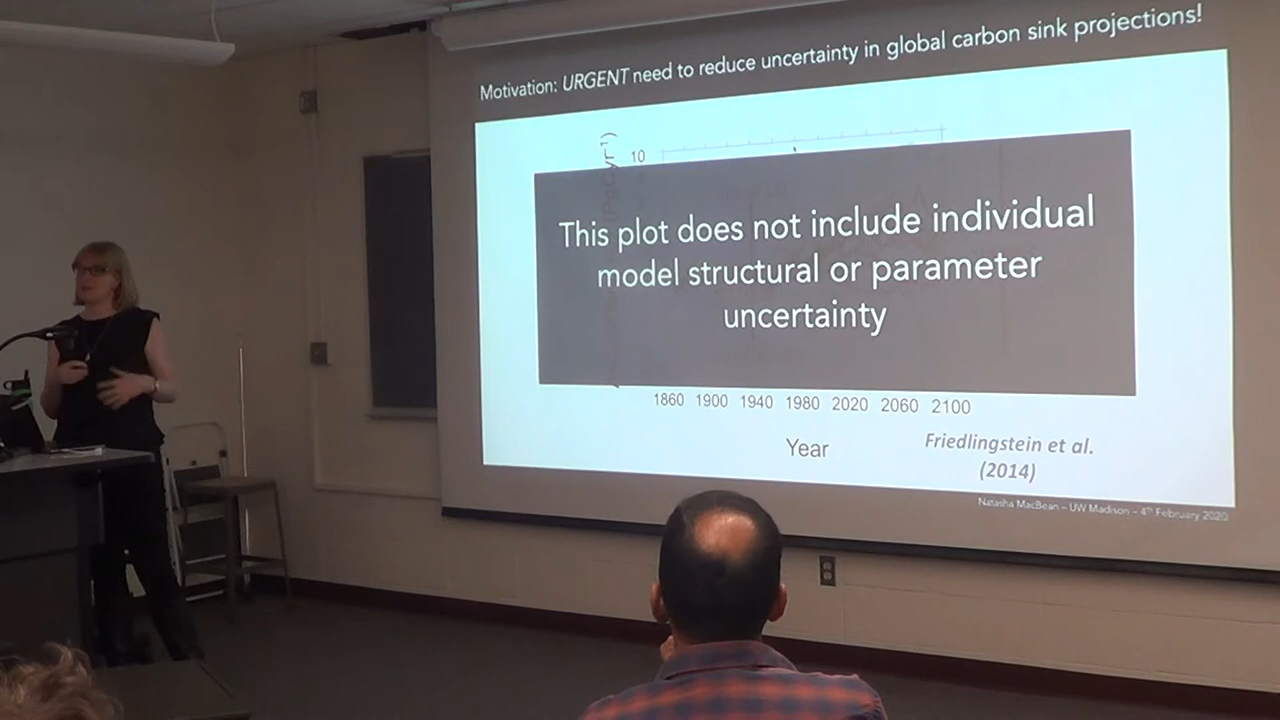 Motivation: URGENT need to reduce uncertainty in global carbon sink projections!
10
This plot does not include individual
model structural or parameter
uncertainty
1860 1900 1940 1980 2020 2060 2100
Year
Friedlingstein et al.
(2014)
Natasha MacBean – UW Madison – 4th February 2020